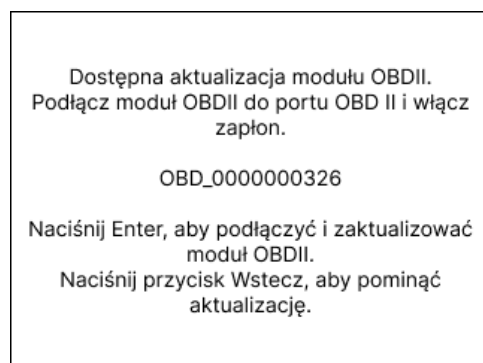 Dostępna aktualizacja modułu OBDII.
Podłącz moduł OBDII do portu OBD II i włącz
zapłon.
OBD_0000000326
Naciśnij Enter, aby podłączyć i zaktualizować
moduł OBDII.
Naciśnij przycisk Wstecz, aby pominąć
aktualizację.